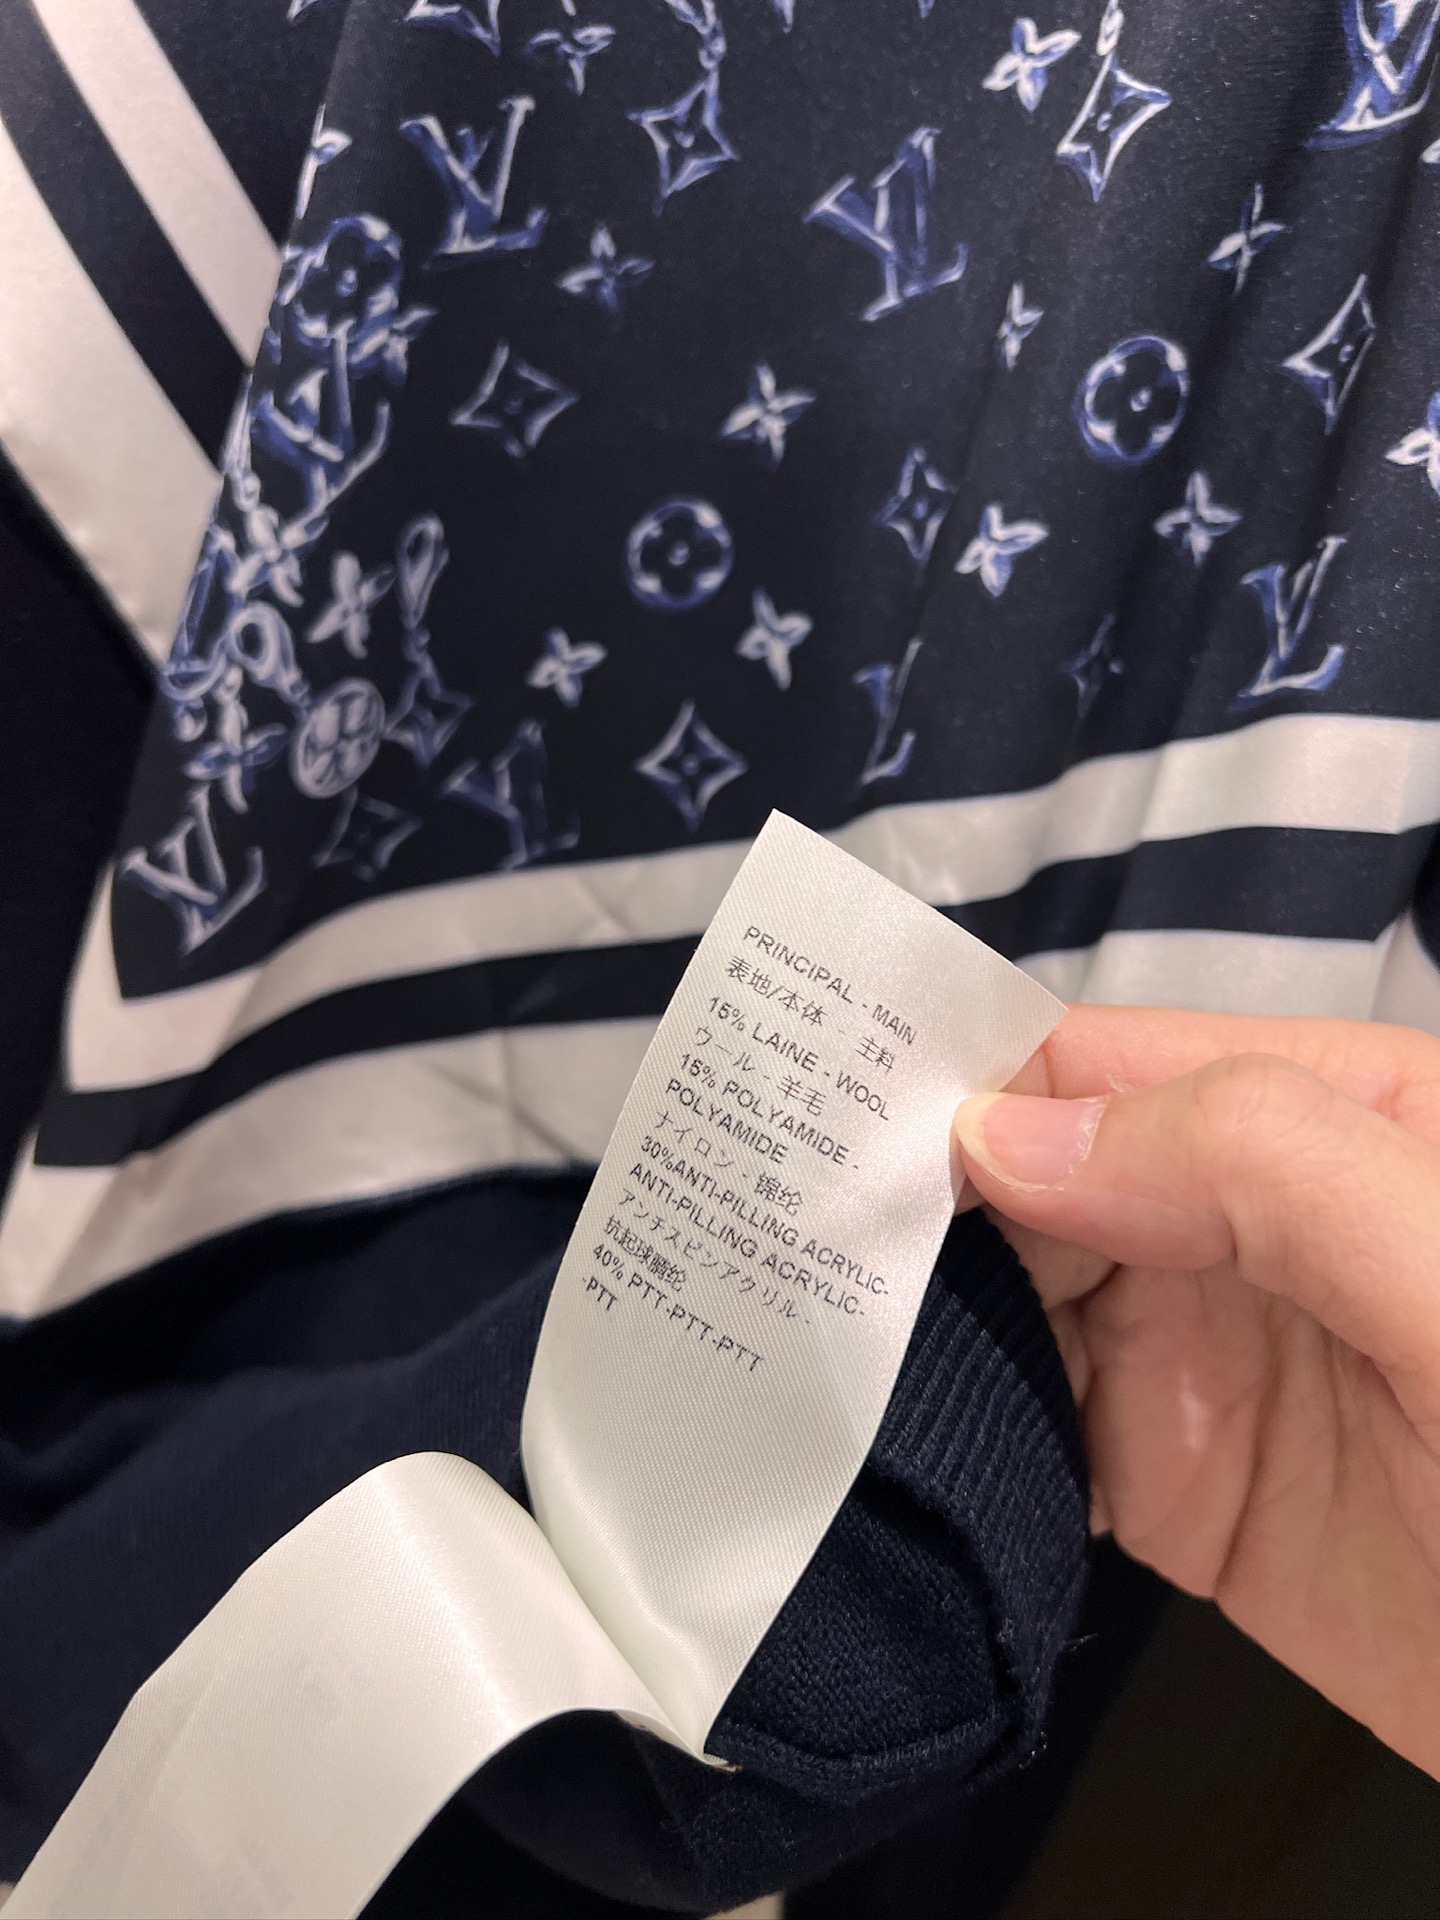 PRINCIPAL - MAIN
表地/本体 - 主料
15% LAINE - WOOL
ウール - 羊毛
15% POLYAMIDE -
POLYAMIDE
ナイロン - 锦纶
30%ANTI-PILLING ACRYLIC-
ANTI-PILLING ACRYLIC-
アンチスピンアクリル -
抗起球腈纶
40% PTT-PTT-PTT
-PTT